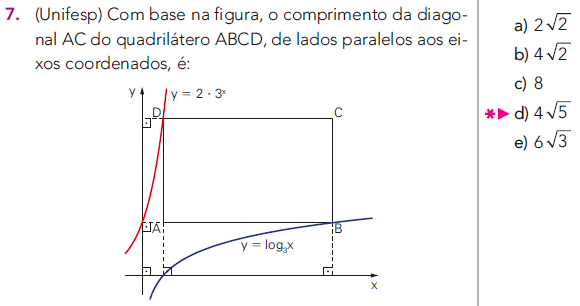 7. (Unifesp) Com base na figura, o comprimento da diago-
nal AC do quadrilátero ABCD, de lados paralelos aos ei-
xos coordenados, é:
y
y = 2 · 3ˣ
D
C
A
B
y = log₃x
x
a) 2√2
b) 4√2
c) 8
*▶ d) 4√5
e) 6√3